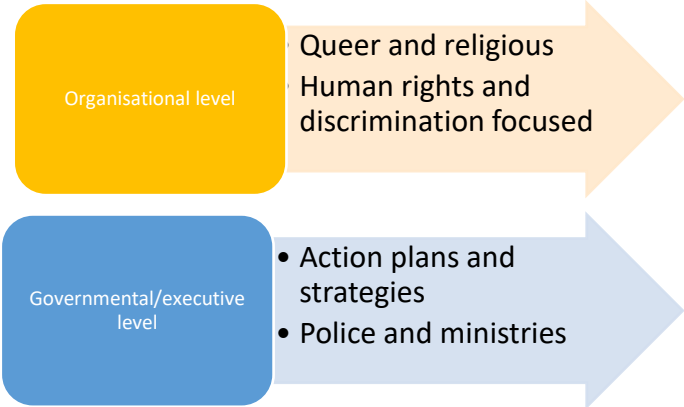 Organisational level
• Queer and religious
• Human rights and
discrimination focused
Governmental/executive
level
• Action plans and
strategies
• Police and ministries